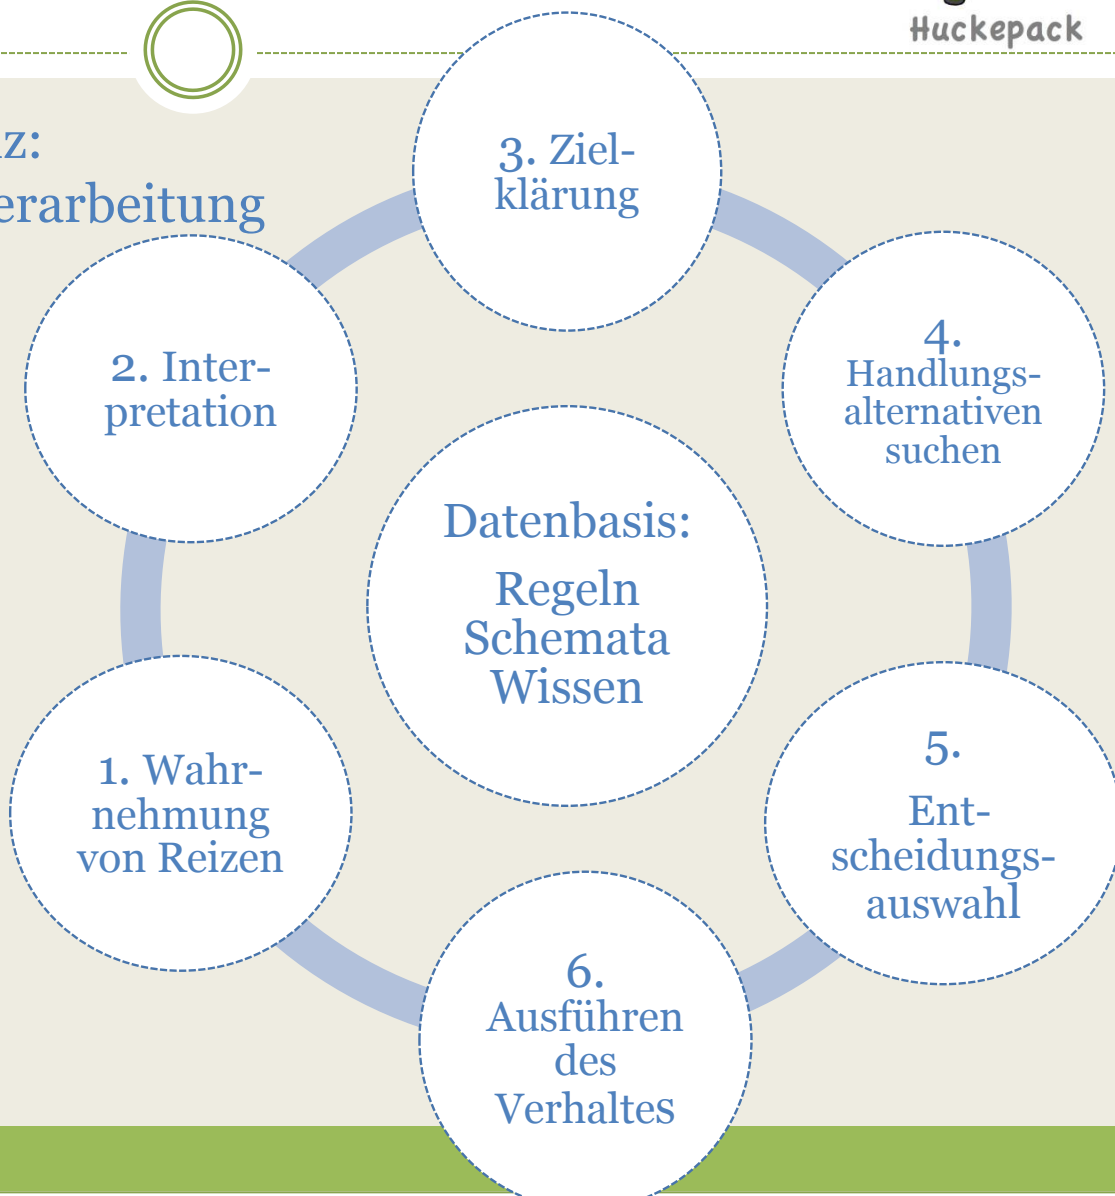 Huckepack
z:
erarbeitung
3. Ziel-
klärung
4.
Handlungs-
alternativen
suchen
2. Inter-
pretation
Datenbasis:
Regeln
Schemata
Wissen
5.
Ent-
scheidungs-
auswahl
1. Wahr-
nehmung
von Reizen
6.
Ausführen
des
Verhaltes